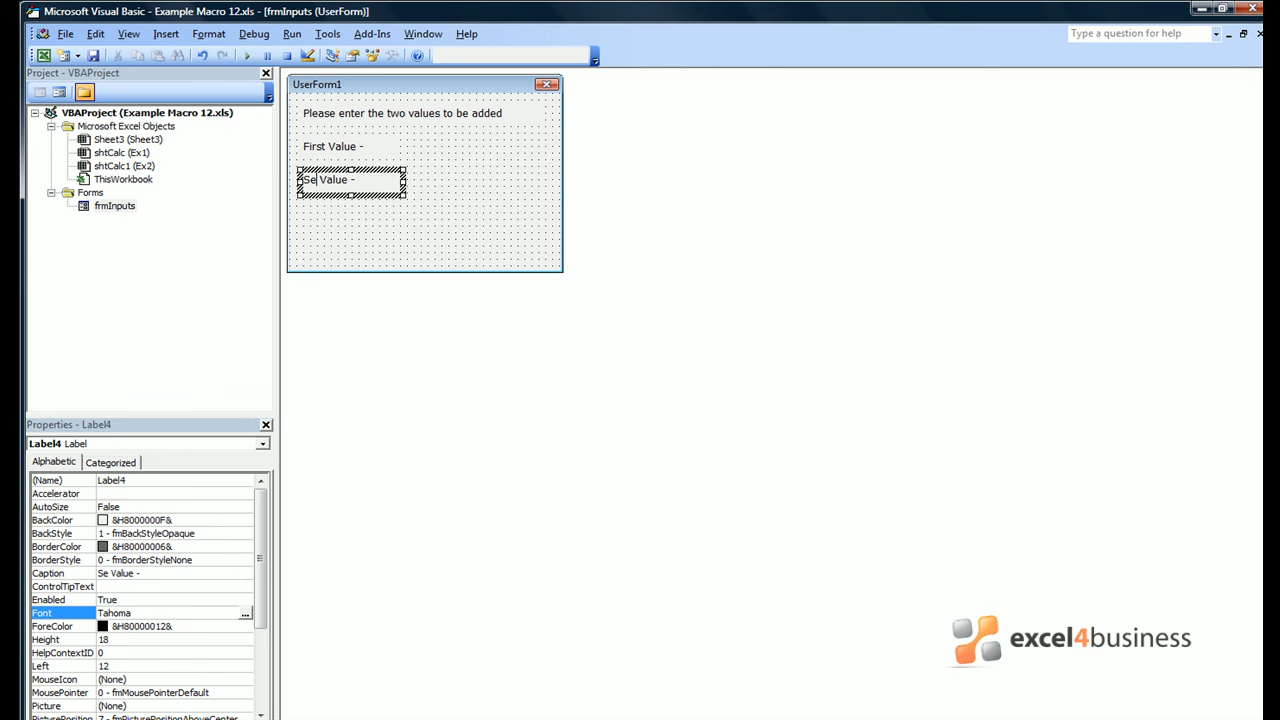 Microsoft Visual Basic - Example Macro 12.xls - [frmInputs (UserForm)]
File Edit View Insert Format Debug Run Tools Add-Ins Window Help
Type a question for help
Project - VBAProject
VBAProject (Example Macro 12.xls)
Microsoft Excel Objects
Sheet3 (Sheet3)
shtCalc (Ex1)
shtCalc1 (Ex2)
ThisWorkbook
Forms
frmInputs
UserForm1
Please enter the two values to be added
First Value -
Se Value -
Properties - Label4
Label4 Label
Alphabetic Categorized
(Name) Label4
Accelerator
AutoSize False
BackColor &H8000000F&
BackStyle 1 - fmBackStyleOpaque
BorderColor &H80000006&
BorderStyle 0 - fmBorderStyleNone
Caption Se Value -
ControlTipText
Enabled True
Font Tahoma ...
ForeColor &H80000012&
Height 18
HelpContextID 0
Left 12
MouseIcon (None)
MousePointer 0 - fmMousePointerDefault
Picture (None)
PicturePosition 7 - fmPicturePositionAboveCenter
excel4business